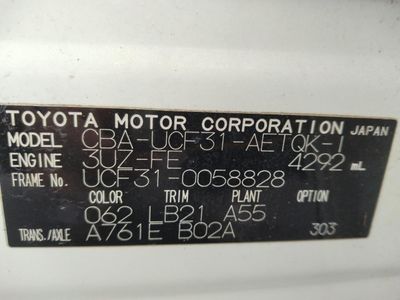 TOYOTA MOTOR CORPORATION JAPAN
MODEL CBA-UCF31-AETQK-I
ENGINE 3UZ-FE 4292 mL
FRAME No. UCF31-0058828
COLOR TRIM PLANT OPTION
062 LB21 A55
TRANS./AXLE A761E B02A 303